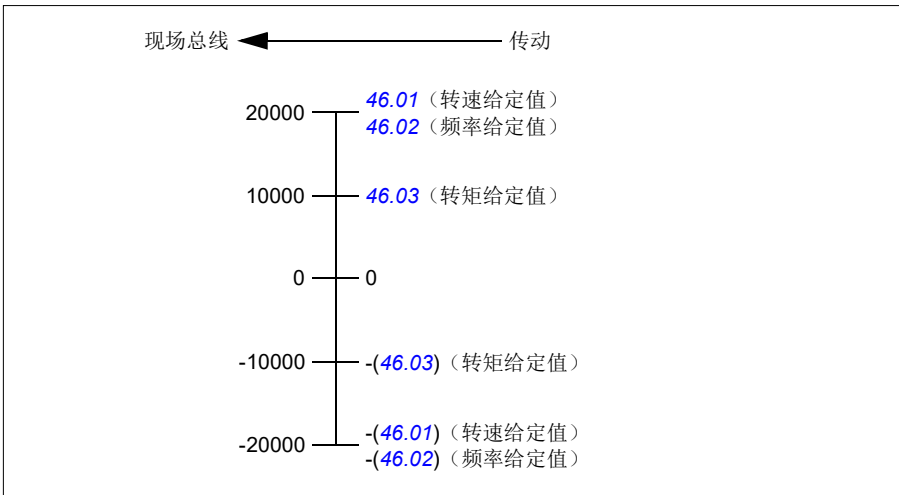 现场总线 传动
20000 46.01（转速给定值）
46.02（频率给定值）
10000 46.03（转矩给定值）
0 0
-10000 -(46.03)（转矩给定值）
-20000 -(46.01)（转速给定值）
-(46.02)（频率给定值）